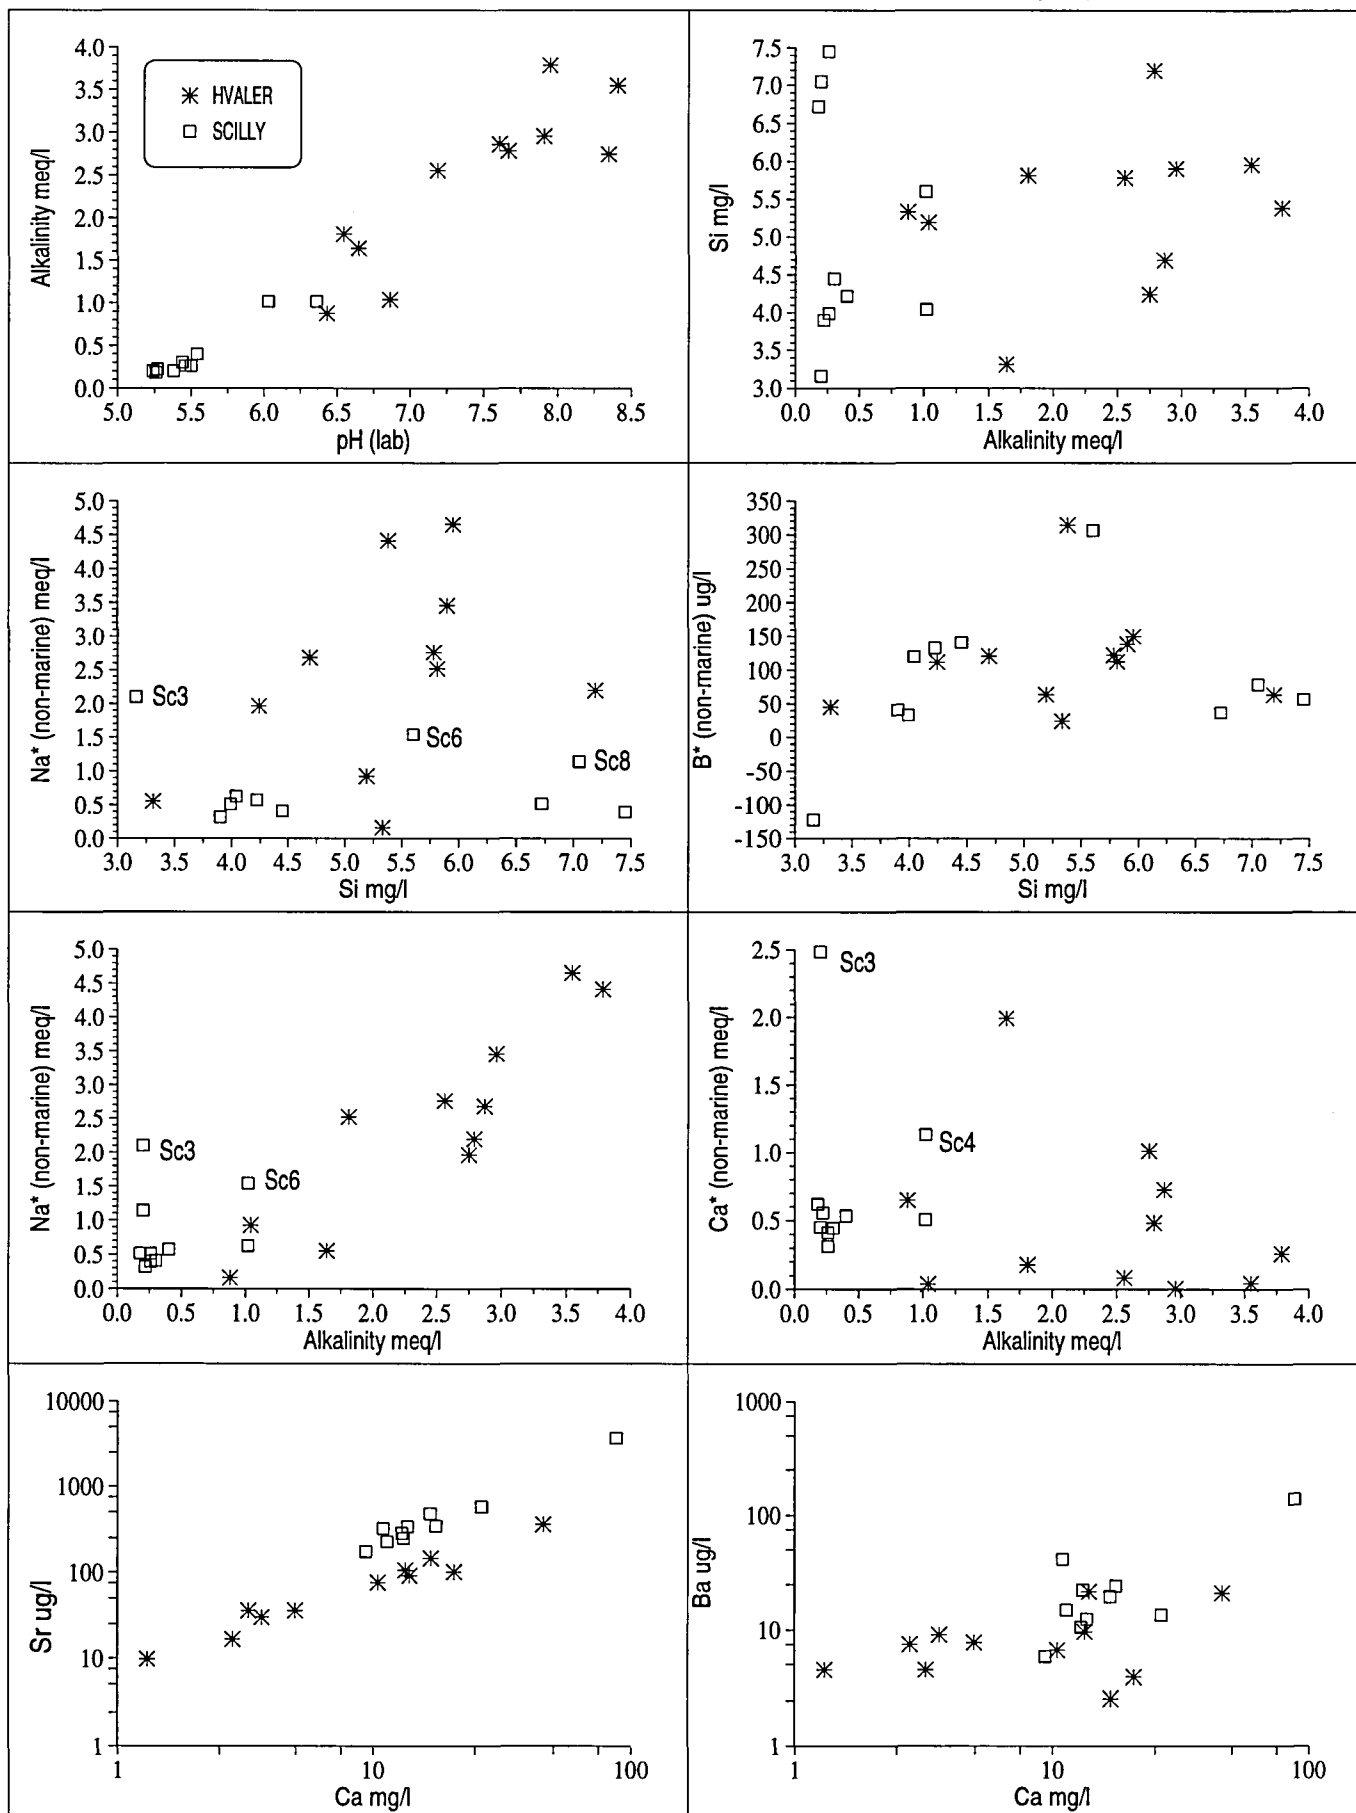 4.0
3.5
3.0
2.5
2.0
1.5
1.0
0.5
0.0
Alkalinity meq/l
HVALER
SCILLY
5.0 5.5 6.0 6.5 7.0 7.5 8.0 8.5
pH (lab)
7.5
7.0
6.5
6.0
5.5
5.0
4.5
4.0
3.5
3.0
Si mg/l
0.0 0.5 1.0 1.5 2.0 2.5 3.0 3.5 4.0
Alkalinity meq/l
5.0
4.5
4.0
3.5
3.0
2.5
2.0
1.5
1.0
0.5
0.0
Na* (non-marine) meq/l
Sc3
Sc6
Sc8
3.0 3.5 4.0 4.5 5.0 5.5 6.0 6.5 7.0 7.5
Si mg/l
350
300
250
200
150
100
50
0
-50
-100
-150
B* (non-marine) ug/l
3.0 3.5 4.0 4.5 5.0 5.5 6.0 6.5 7.0 7.5
Si mg/l
5.0
4.5
4.0
3.5
3.0
2.5
2.0
1.5
1.0
0.5
0.0
Na* (non-marine) meq/l
Sc3
Sc6
0.0 0.5 1.0 1.5 2.0 2.5 3.0 3.5 4.0
Alkalinity meq/l
2.5
2.0
1.5
1.0
0.5
0.0
Ca* (non-marine) meq/l
Sc3
Sc4
0.0 0.5 1.0 1.5 2.0 2.5 3.0 3.5 4.0
Alkalinity meq/l
10000
1000
100
10
1
Sr ug/l
1 10 100
Ca mg/l
1000
100
10
1
Ba ug/l
1 10 100
Ca mg/l